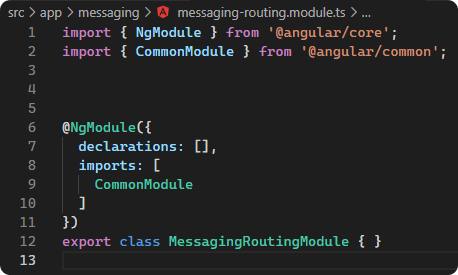 src > app > messaging > messaging-routing.module.ts > ...
1 import { NgModule } from '@angular/core';
2 import { CommonModule } from '@angular/common';
3
4
5
6 @NgModule({
7   declarations: [],
8   imports: [
9     CommonModule
10   ]
11 })
12 export class MessagingRoutingModule { }
13